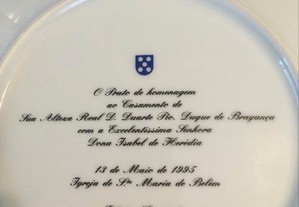 O Prato de homenagem
ao Casamento de
Sua Alteza Real D. Duarte Pio, Duque de Bragança
com a Excelentíssima Senhora
Dona Isabel de Herédia
13 de Maio de 1995
Igreja de Sta Maria de Belém